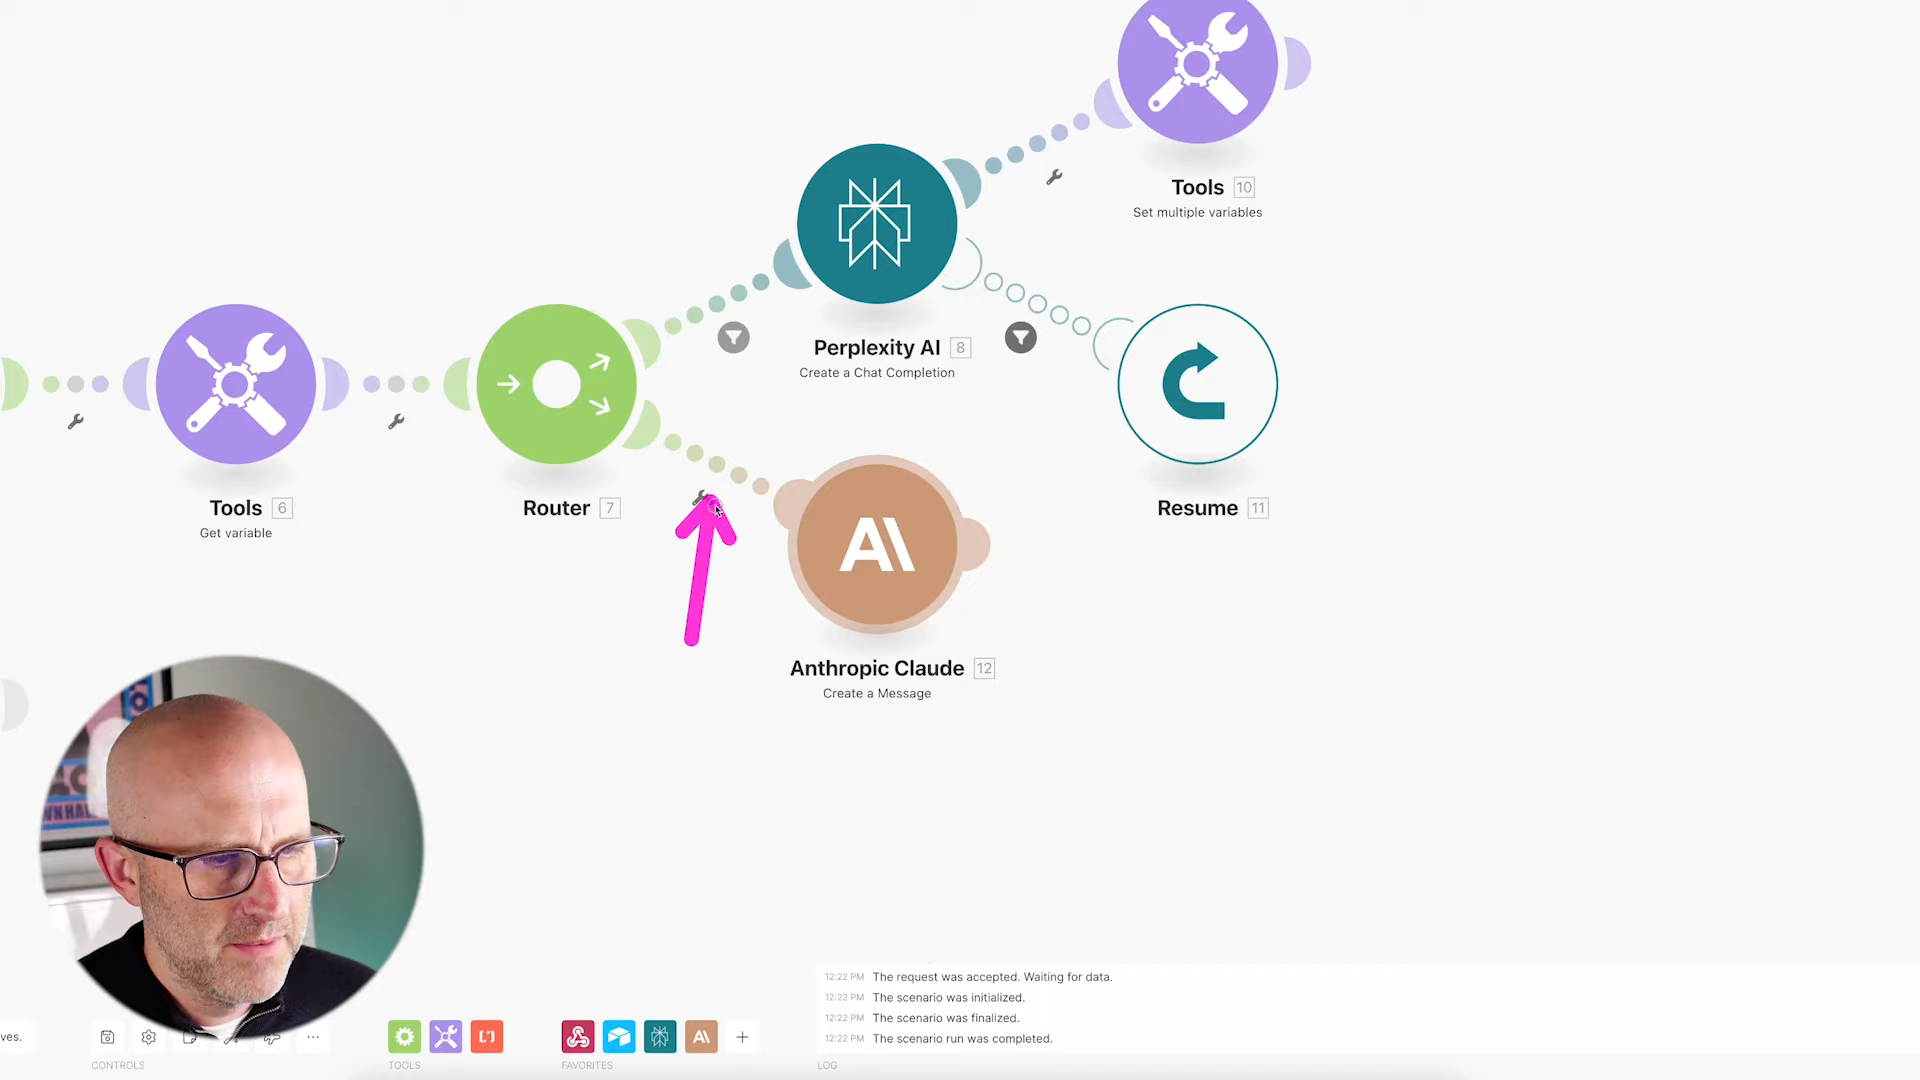 Tools 10
Set multiple variables
Perplexity AI 8
Create a Chat Completion
Tools 6
Get variable
Router 7
Resume 11
Anthropic Claude 12
Create a Message
12:22 PM The request was accepted. Waiting for data.
12:22 PM The scenario was initialized.
12:22 PM The scenario was finalized.
12:22 PM The scenario run was completed.
ves.
CONTROLS
TOOLS
FAVORITES
LOG